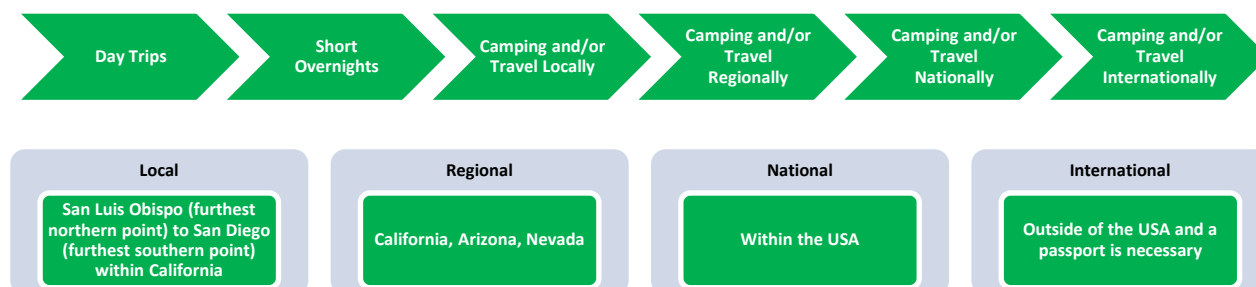 Day Trips
Short
Overnights
Camping and/or
Travel Locally
Camping and/or
Travel
Regionally
Camping and/or
Travel
Nationally
Camping and/or
Travel
Internationally
Local
San Luis Obispo (furthest
northern point) to San Diego
(furthest southern point)
within California
Regional
California, Arizona, Nevada
National
Within the USA
International
Outside of the USA and a
passport is necessary